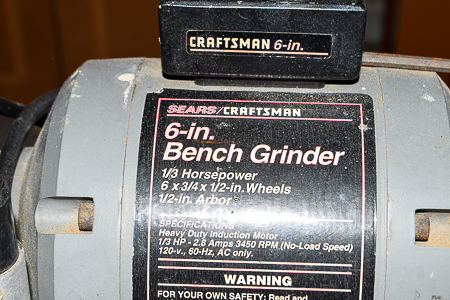 CRAFTSMAN 6-in.
SEARS/CRAFTSMAN
6-in.
Bench Grinder
1/3 Horsepower
6 x 3/4 x 1/2-in. Wheels
1/2-in. Arbor
SPECIFICATIONS
Heavy Duty Induction Motor
1/3 HP - 2.8 Amps 3450 RPM (No-Load Speed)
120-v., 60-Hz, AC only.
WARNING
FOR YOUR OWN SAFETY: Read and